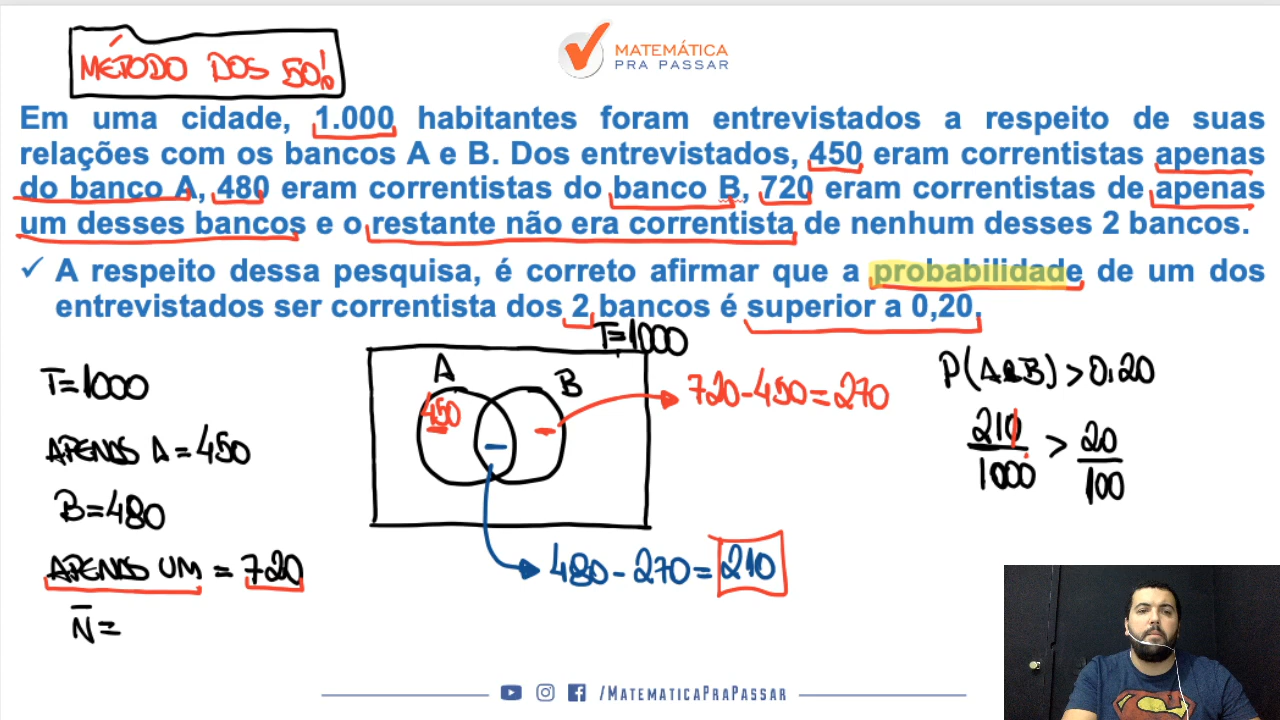 MÉTODO DOS 50%
MATEMÁTICA
PRA PASSAR
Em uma cidade, 1.000 habitantes foram entrevistados a respeito de suas
relações com os bancos A e B. Dos entrevistados, 450 eram correntistas apenas
do banco A, 480 eram correntistas do banco B, 720 eram correntistas de apenas
um desses bancos e o restante não era correntista de nenhum desses 2 bancos.
✓ A respeito dessa pesquisa, é correto afirmar que a probabilidade de um dos
entrevistados ser correntista dos 2 bancos é superior a 0,20.
T=1000
APENAS A = 450
B=480
APENAS UM = 720
N̄ =
T=1000
A
B
450
720-450=270
480-270=210
P(A&B)>0,20
210/1000 > 20/100
/MATEMATICAPRAPASSAR